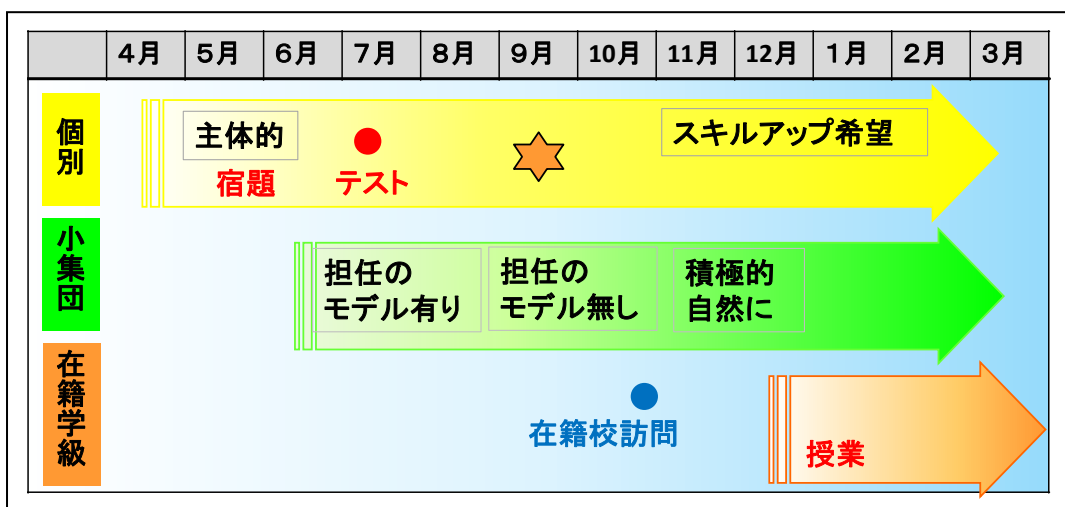 4月 5月 6月 7月 8月 9月 10月 11月 12月 1月 2月 3月
個別
主体的
宿題
テスト
スキルアップ希望
小集団
担任の
モデル有り
担任の
モデル無し
積極的
自然に
在籍学級
在籍校訪問
授業